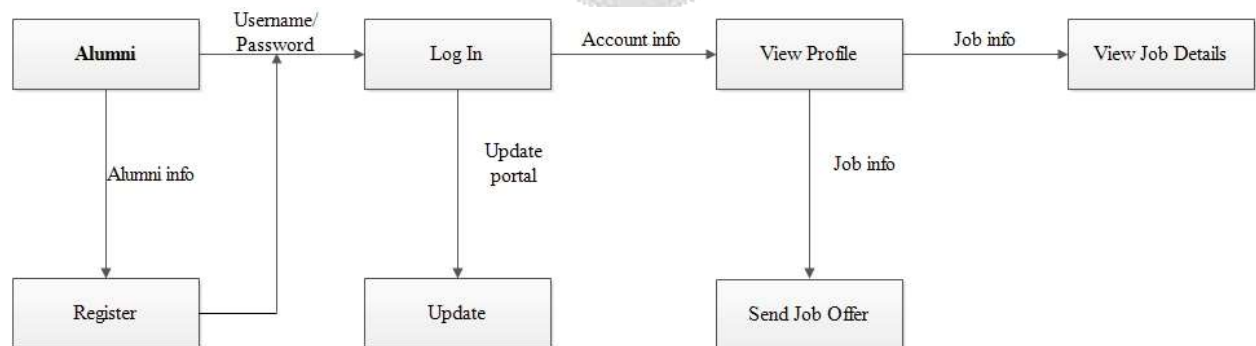 Username/
Password
Alumni
Log In
Account info
View Profile
Job info
View Job Details
Alumni info
Update
portal
Job info
Register
Update
Send Job Offer